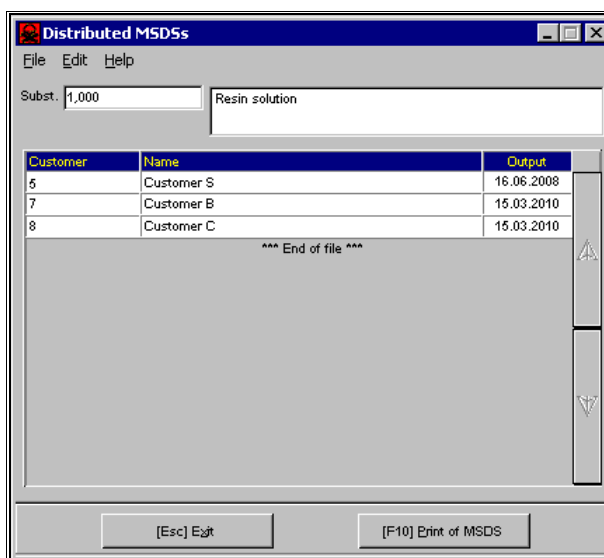 Distributed MSDSs
File Edit Help
Subst. 1,000 Resin solution
Customer Name Output
5 Customer S 16.06.2008
7 Customer B 15.03.2010
8 Customer C 15.03.2010
*** End of file ***
[Esc] Exit [F10] Print of MSDS